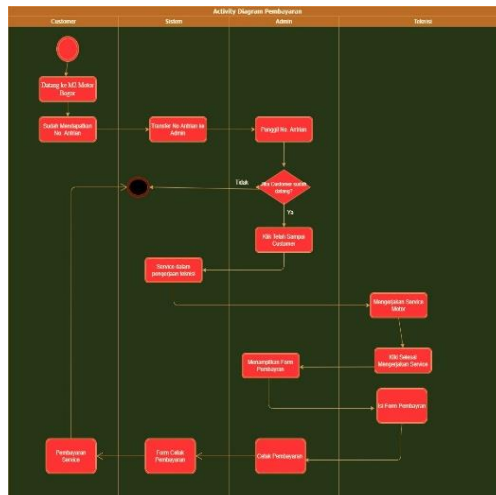 Activity Diagram Pembayaran
Customer
Sistem
Admin
Teknisi
Datang ke M2 Motor
Bogor
Sudah Mendapatkan
No. Antrian
Transfer No Antrian ke
Admin
Panggil No. Antrian
Jika Customer sudah
datang?
Tidak
Ya
Klik Telah Sampai
Customer
Service dalam
pengerjaan teknisi
Mengerjakan Service
Motor
Klik Selesai
Mengerjakan Service
Menampilkan Form
Pembayaran
Isi Form Pembayaran
Cetak Pembayaran
Form Cetak
Pembayaran
Pembayaran
Service